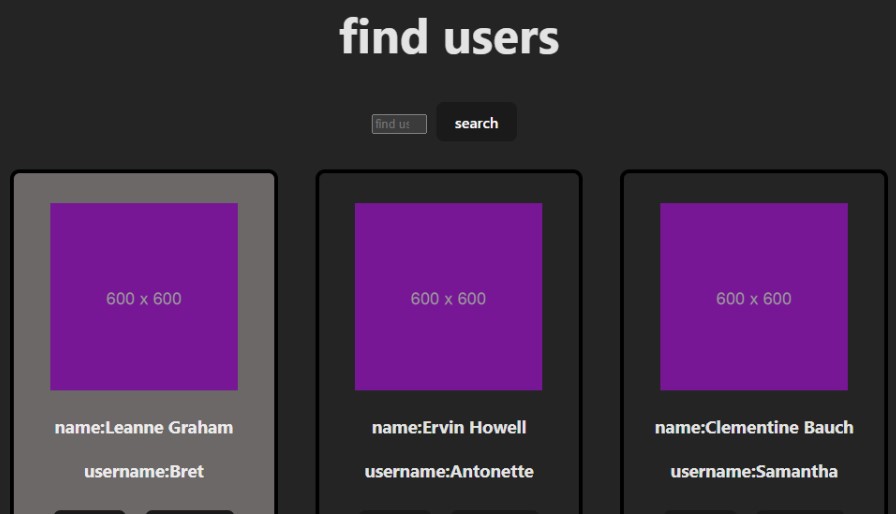 find users
find us
search
600 x 600
600 x 600
600 x 600
name:Leanne Graham
name:Ervin Howell
name:Clementine Bauch
username:Bret
username:Antonette
username:Samantha